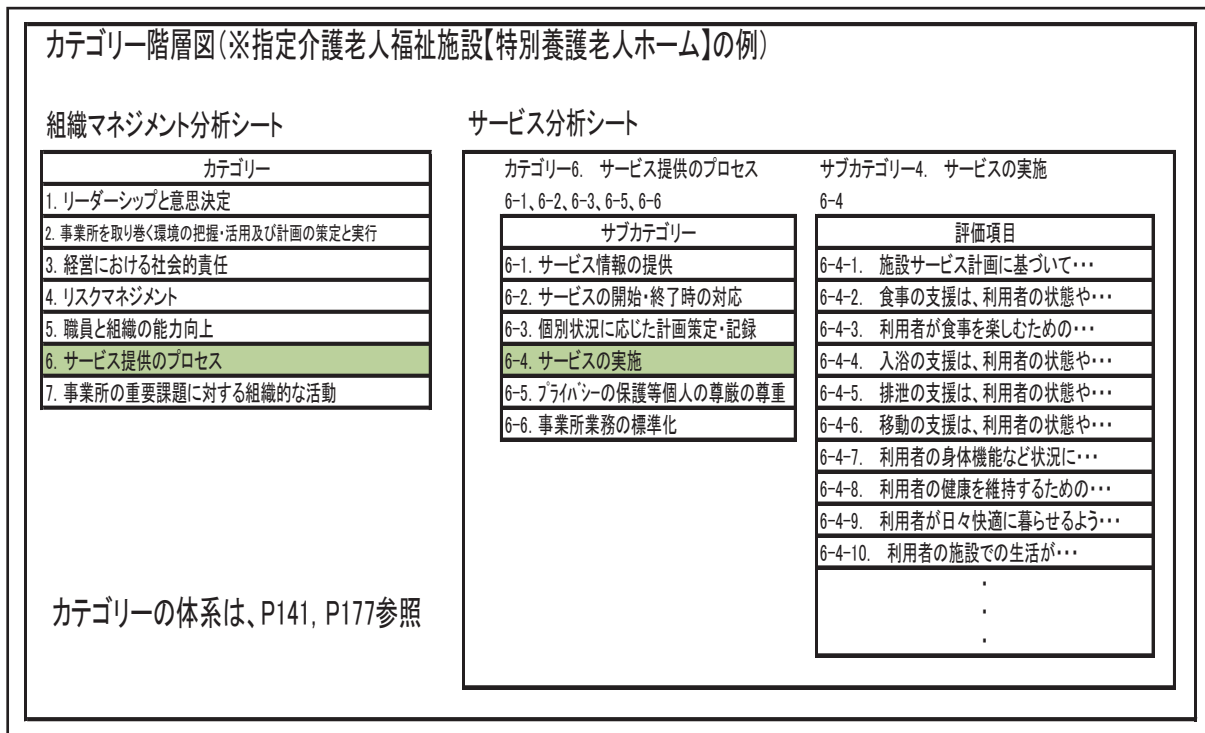 カテゴリー階層図(※指定介護老人福祉施設【特別養護老人ホーム】の例)
組織マネジメント分析シート
カテゴリー
1. リーダーシップと意思決定
2. 事業所を取り巻く環境の把握・活用及び計画の策定と実行
3. 経営における社会的責任
4. リスクマネジメント
5. 職員と組織の能力向上
6. サービス提供のプロセス
7. 事業所の重要課題に対する組織的な活動
カテゴリーの体系は、P141, P177参照
サービス分析シート
カテゴリー6. サービス提供のプロセス
6-1、6-2、6-3、6-5、6-6
サブカテゴリー
6-1. サービス情報の提供
6-2. サービスの開始・終了時の対応
6-3. 個別状況に応じた計画策定・記録
6-4. サービスの実施
6-5. プライバシーの保護等個人の尊厳の尊重
6-6. 事業所業務の標準化
サブカテゴリー4. サービスの実施
6-4
評価項目
6-4-1. 施設サービス計画に基づいて・・・
6-4-2. 食事の支援は、利用者の状態や・・・
6-4-3. 利用者が食事を楽しむための・・・
6-4-4. 入浴の支援は、利用者の状態や・・・
6-4-5. 排泄の支援は、利用者の状態や・・・
6-4-6. 移動の支援は、利用者の状態や・・・
6-4-7. 利用者の身体機能など状況に・・・
6-4-8. 利用者の健康を維持するための・・・
6-4-9. 利用者が日々快適に暮らせるよう・・・
6-4-10. 利用者の施設での生活が・・・
・
・
・